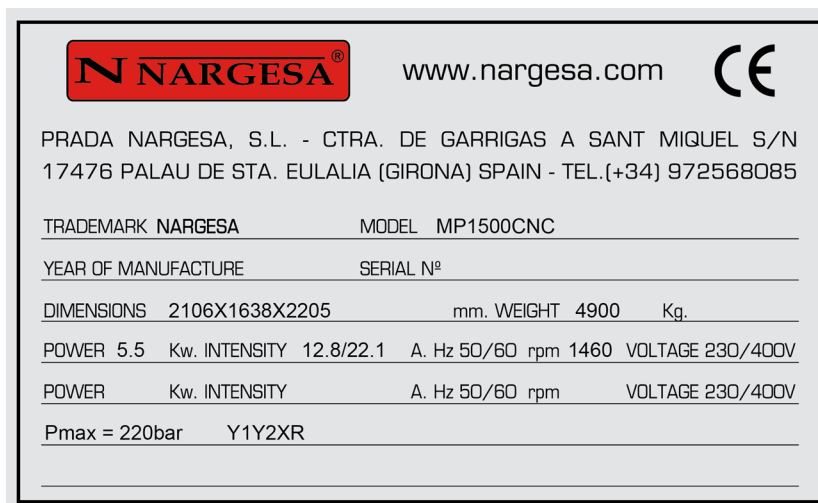 N NARGESA® www.nargesa.com CE
PRADA NARGESA, S.L. - CTRA. DE GARRIGAS A SANT MIQUEL S/N
17476 PALAU DE STA. EULALIA (GIRONA) SPAIN - TEL.(+34) 972568085
TRADEMARK NARGESA MODEL MP1500CNC
YEAR OF MANUFACTURE SERIAL Nº
DIMENSIONS 2106X1638X2205 mm. WEIGHT 4900 Kg.
POWER 5.5 Kw. INTENSITY 12.8/22.1 A. Hz 50/60 rpm 1460 VOLTAGE 230/400V
POWER Kw. INTENSITY A. Hz 50/60 rpm VOLTAGE 230/400V
Pmax = 220bar Y1Y2XR